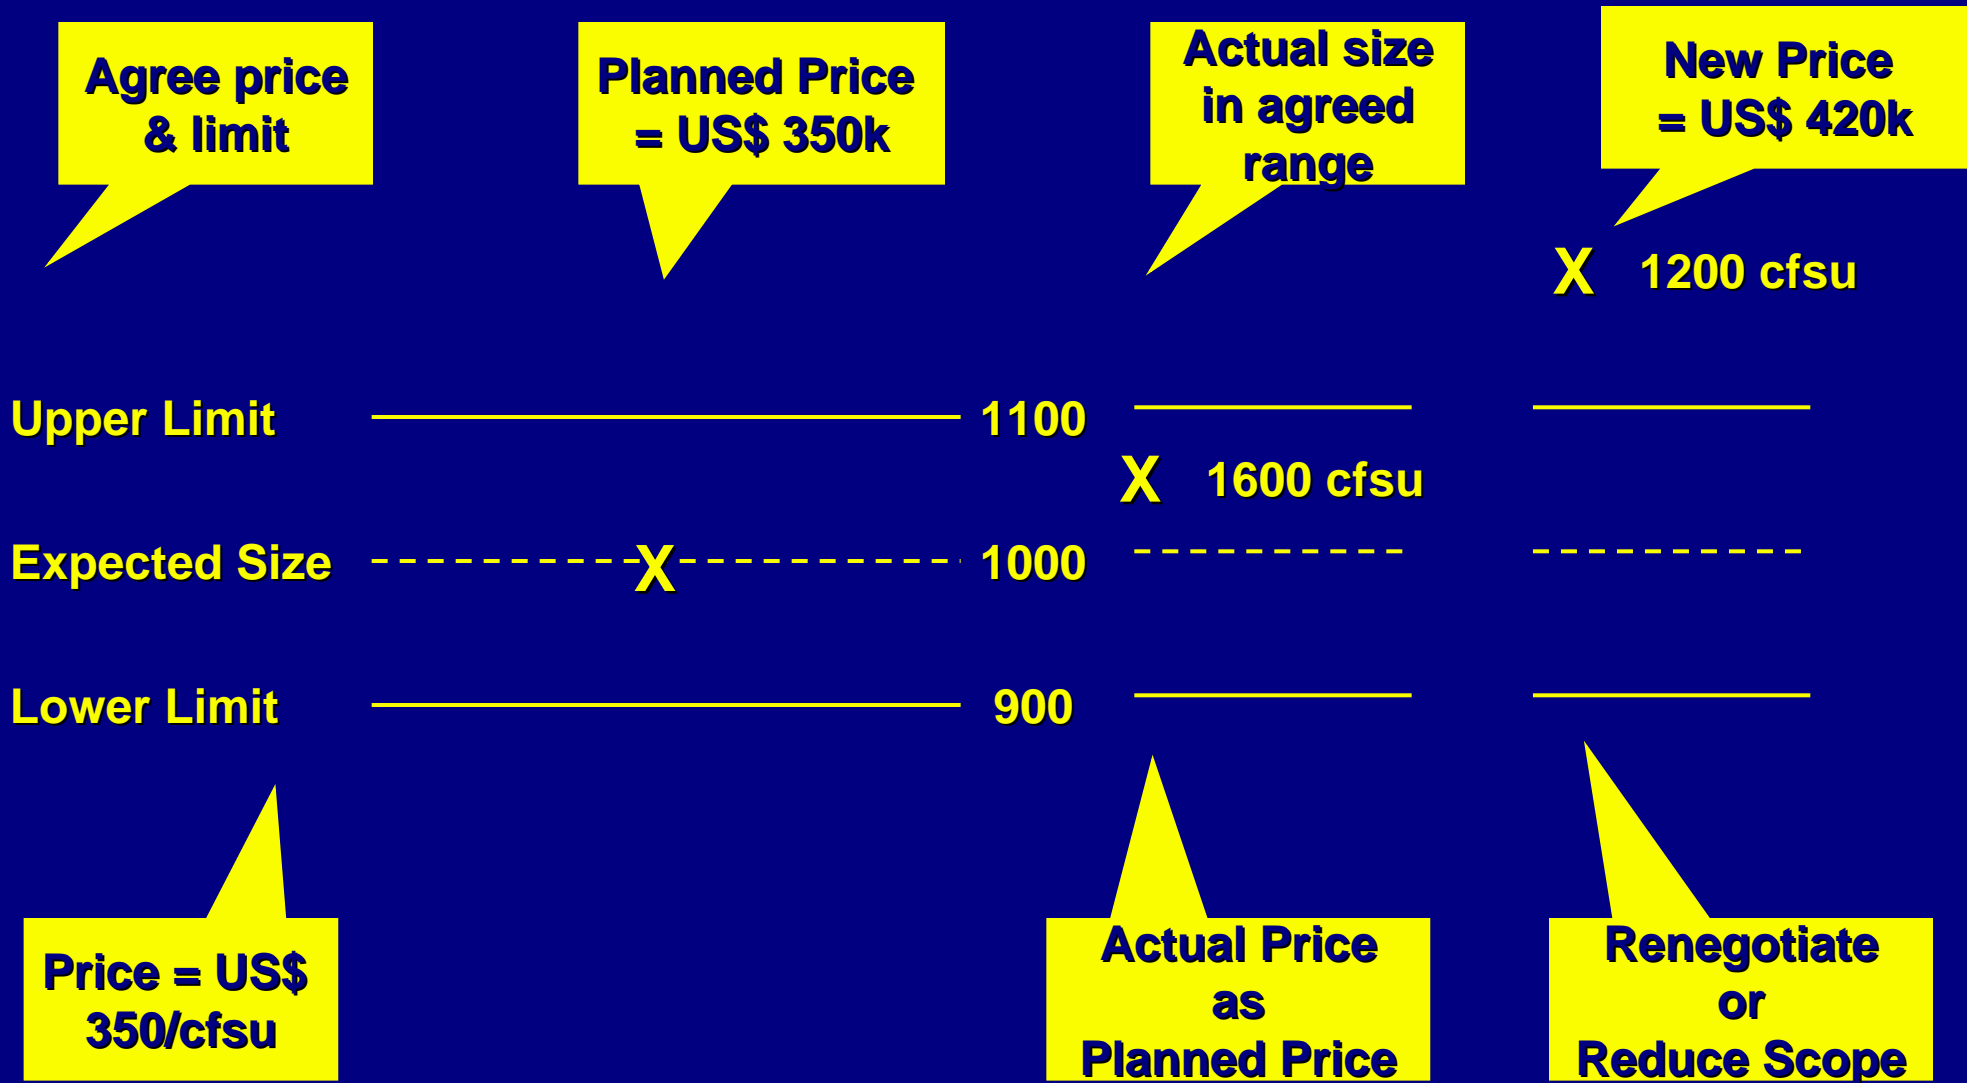 Agree price
& limit
Planned Price
= US$ 350k
Actual size
in agreed
range
New Price
= US$ 420k
X 1200 cfsu
Upper Limit
1100
X 1600 cfsu
Expected Size
X
1000
Lower Limit
900
Price = US$
350/cfsu
Actual Price
as
Planned Price
Renegotiate
or
Reduce Scope